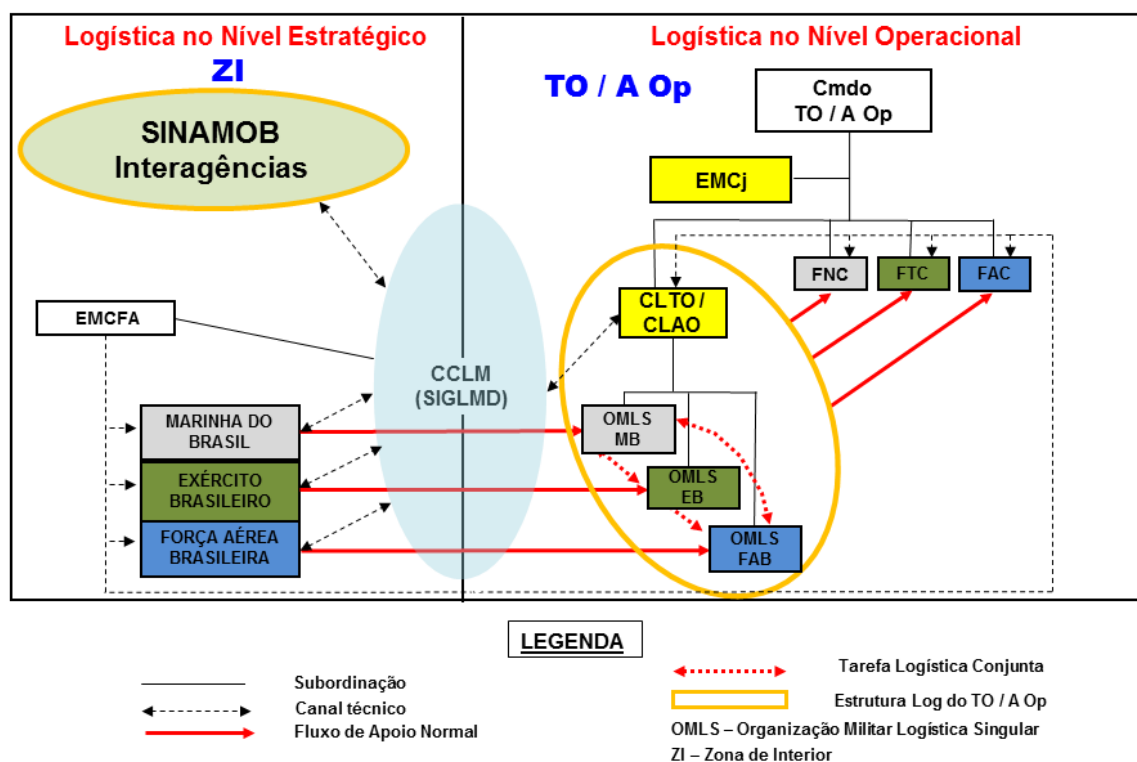 Logística no Nível Estratégico
ZI
SINAMOB
Interagências
EMCFA
MARINHA DO
BRASIL
EXÉRCITO
BRASILEIRO
FORÇA AÉREA
BRASILEIRA
CCLM
(SIGLMD)
Logística no Nível Operacional
TO / A Op
Cmdo
TO / A Op
EMCj
FNC
FTC
FAC
CLTO/
CLAO
OMLS
MB
OMLS
EB
OMLS
FAB
LEGENDA
Subordinação
Canal técnico
Fluxo de Apoio Normal
Tarefa Logística Conjunta
Estrutura Log do TO / A Op
OMLS – Organização Militar Logística Singular
ZI – Zona de Interior